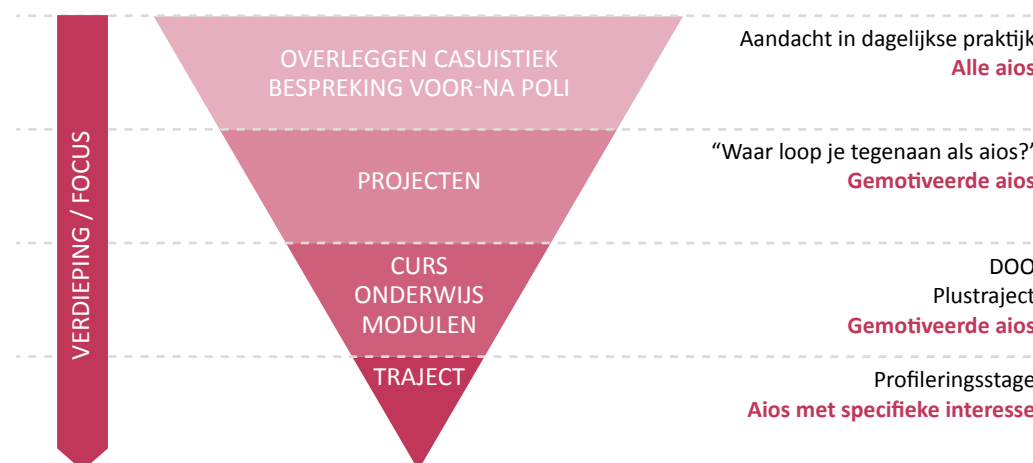 VERDIEPING / FOCUS
OVERLEGGEN CASUISTIEK
BESPREKING VOOR-NA POLI
Aandacht in dagelijkse praktijk
Alle aios
PROJECTEN
“Waar loop je tegenaan als aios?”
Gemotiveerde aios
CURS
ONDERWIJS
MODULEN
DOO
Plustraject
Gemotiveerde aios
TRAJECT
Profileringsstage
Aios met specifieke interesse